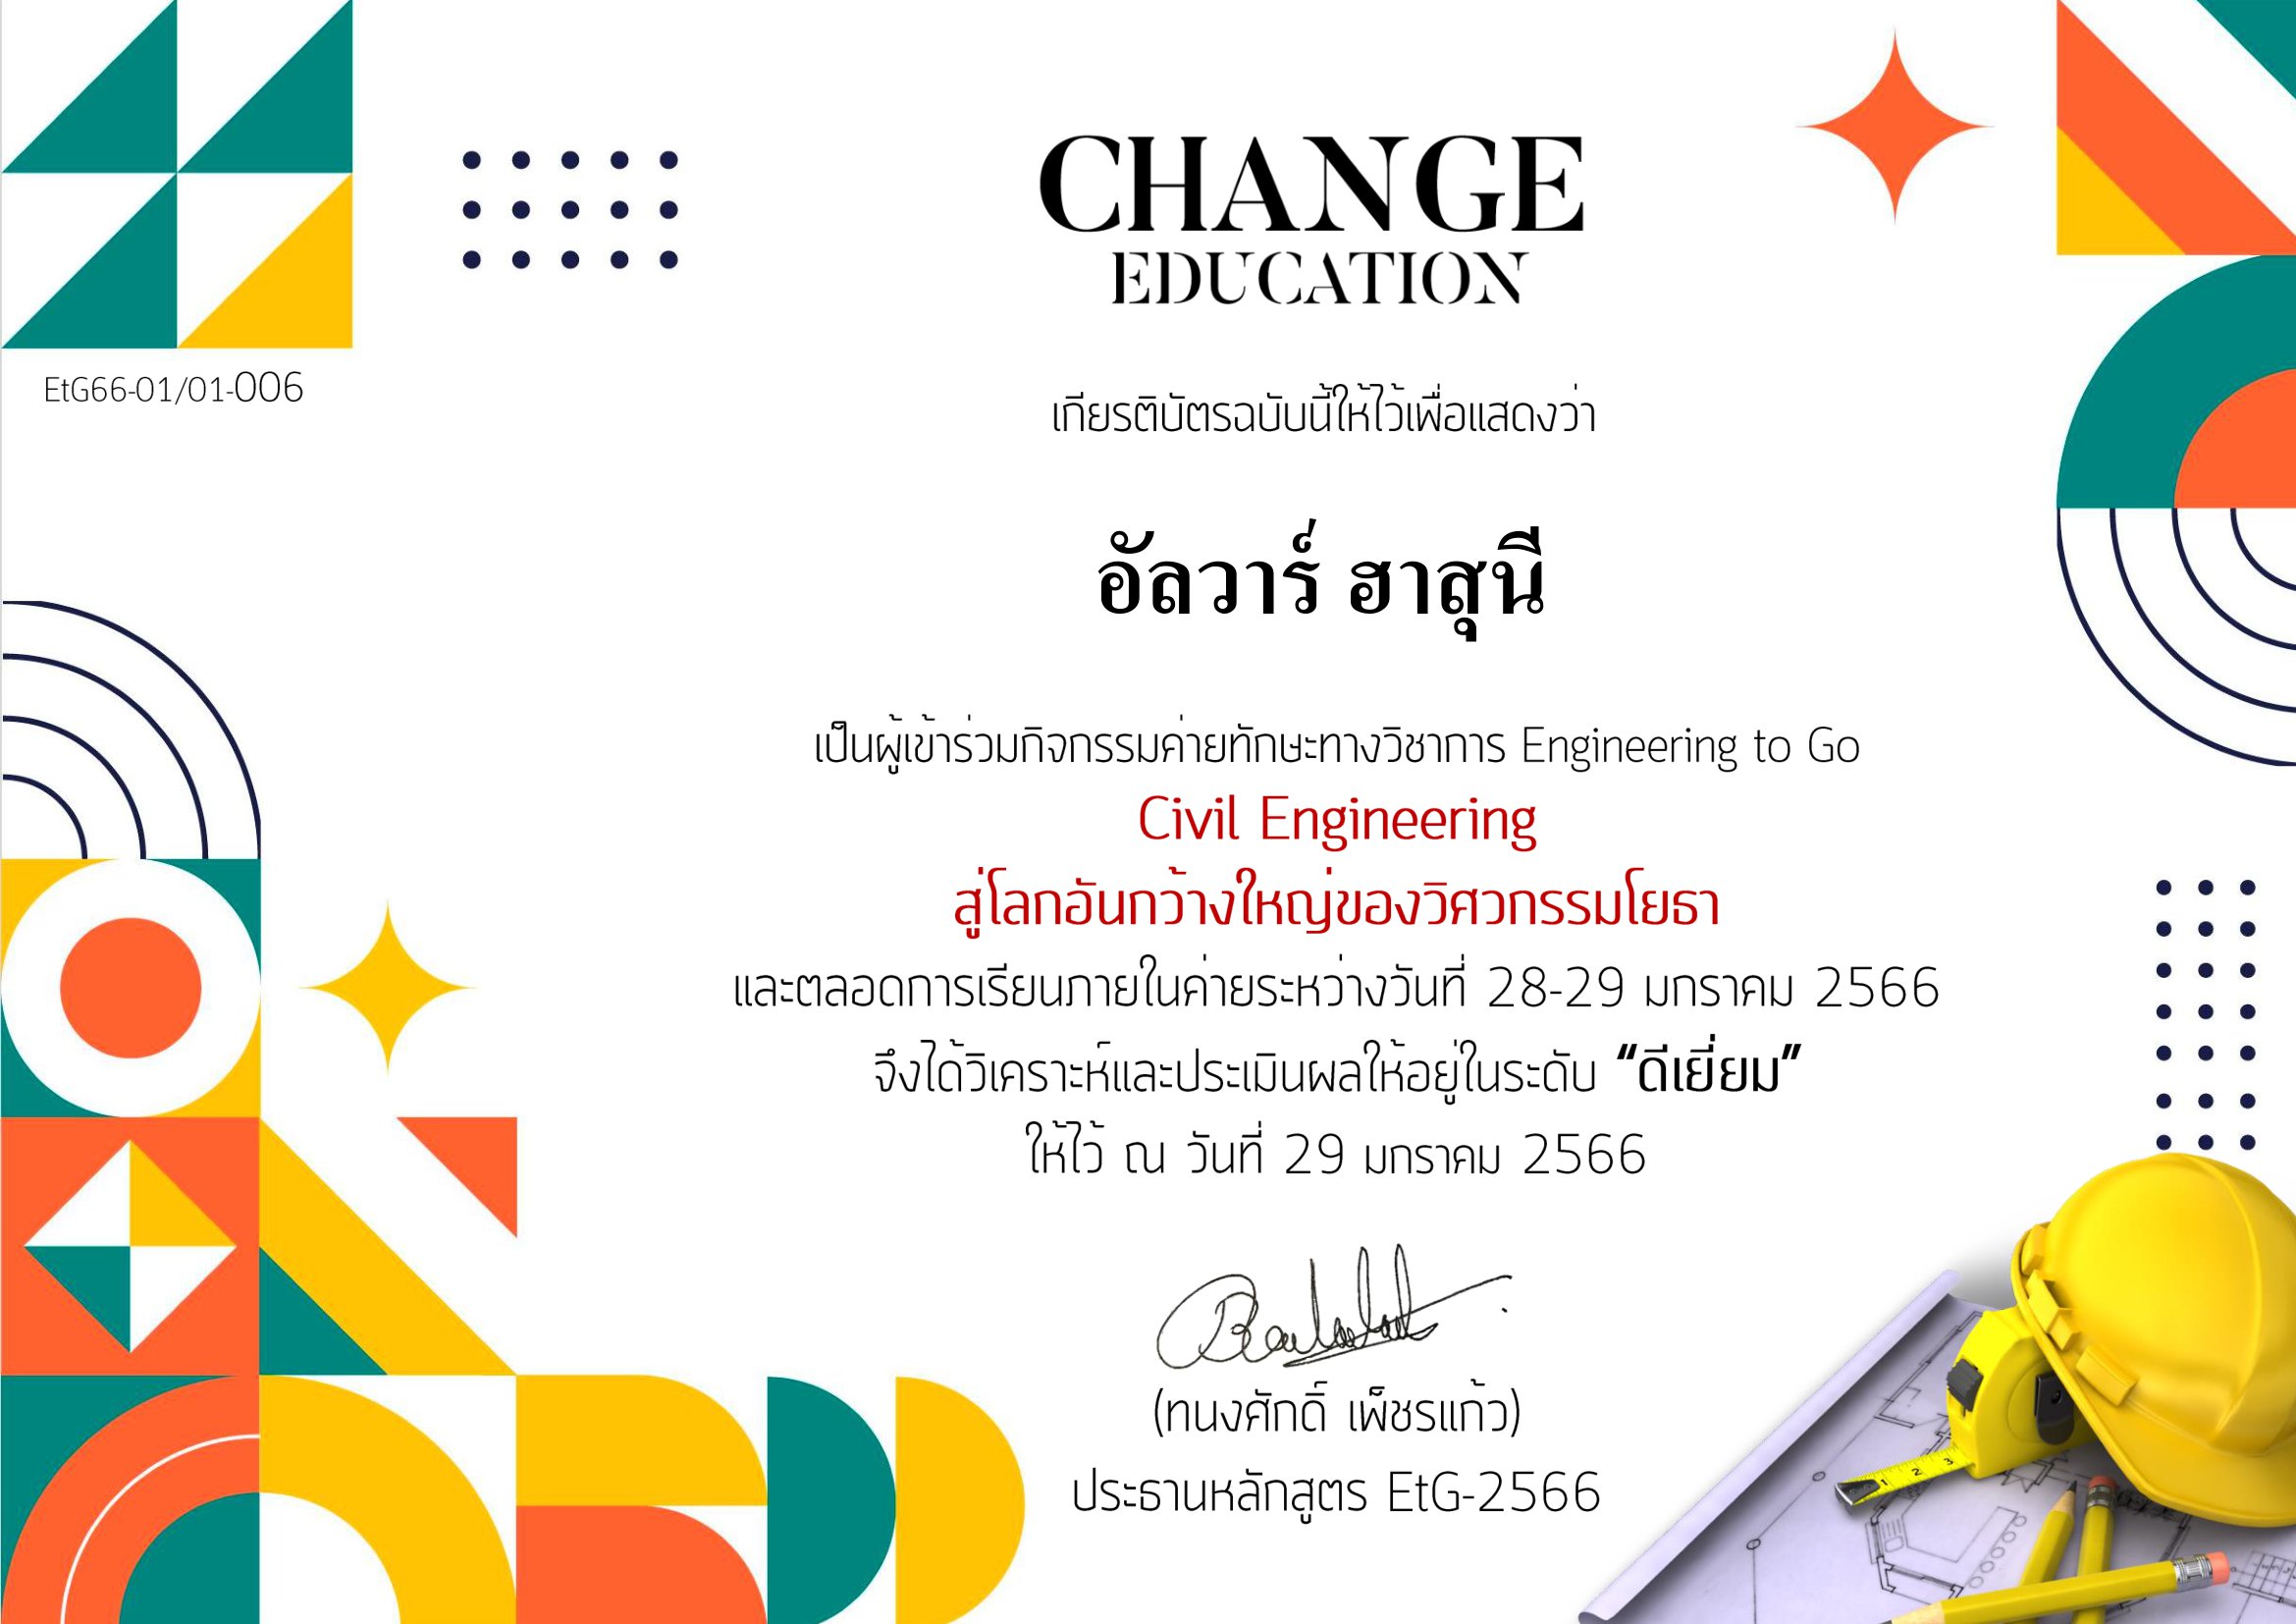 CHANGE
EDUCATION
EtG66-01/01-006
เกียรติบัตรฉบับนี้ให้ไว้เพื่อแสดงว่า
อัลวาร์ ฮาสุนี
เป็นผู้เข้าร่วมกิจกรรมค่ายทักษะทางวิชาการ Engineering to Go
Civil Engineering
สู่โลกอันกว้างใหญ่ของวิศวกรรมโยธา
และตลอดการเรียนภายในค่ายระหว่างวันที่ 28-29 มกราคม 2566
จึงได้วิเคราะห์และประเมินผลให้อยู่ในระดับ “ดีเยี่ยม”
ให้ไว้ ณ วันที่ 29 มกราคม 2566
(ทนงศักดิ์ เพ็ชรแก้ว)
ประธานหลักสูตร EtG-2566
1 2 3